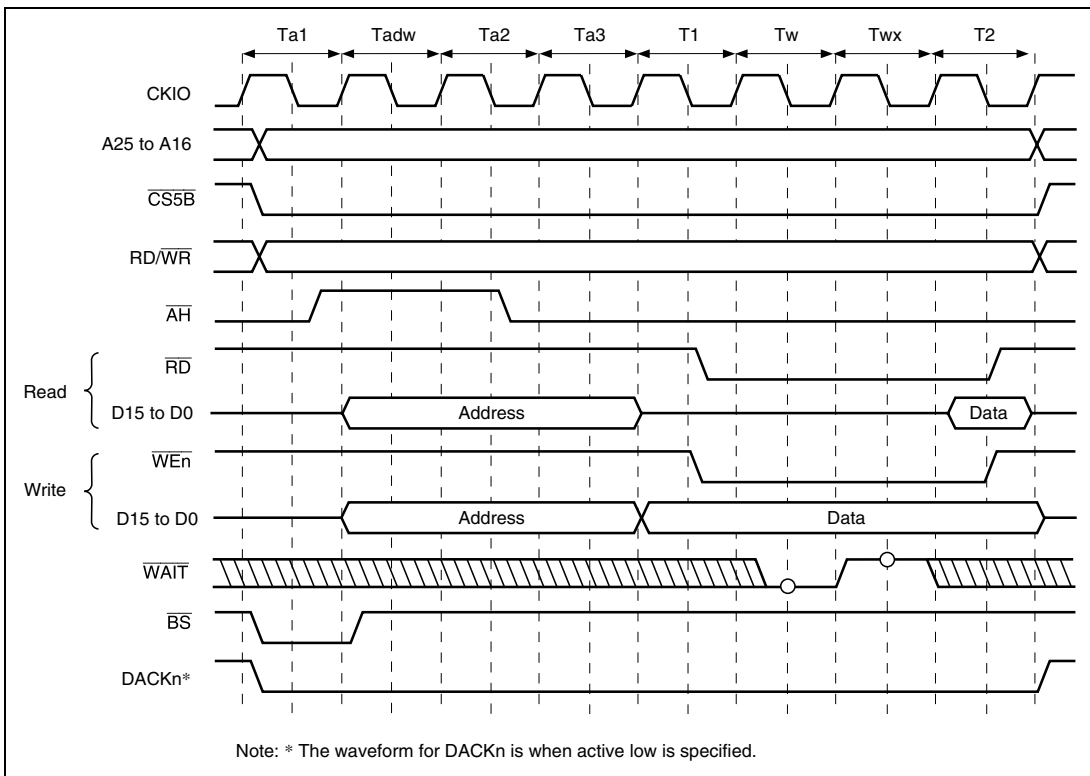 Ta1 Tadw Ta2 Ta3 T1 Tw Twx T2
CKIO
A25 to A16
CS5B
RD/WR
AH
Read
RD
D15 to D0 Address Data
Write
WEn
D15 to D0 Address Data
WAIT
BS
DACKn*
Note: * The waveform for DACKn is when active low is specified.